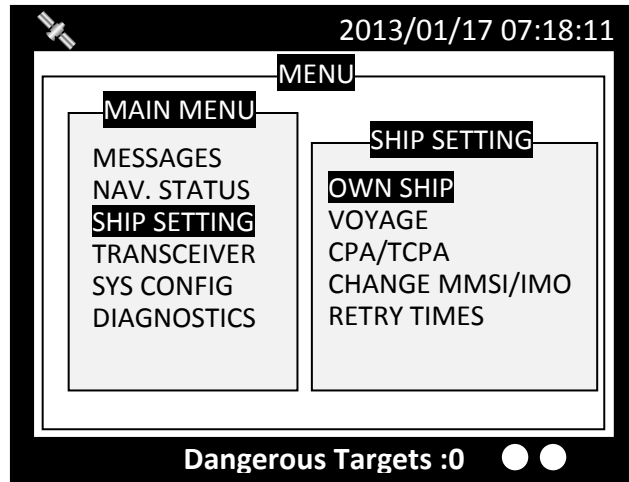 2013/01/17 07:18:11
MENU
MAIN MENU
MESSAGES
NAV. STATUS
SHIP SETTING
TRANSCEIVER
SYS CONFIG
DIAGNOSTICS
SHIP SETTING
OWN SHIP
VOYAGE
CPA/TCPA
CHANGE MMSI/IMO
RETRY TIMES
Dangerous Targets :0